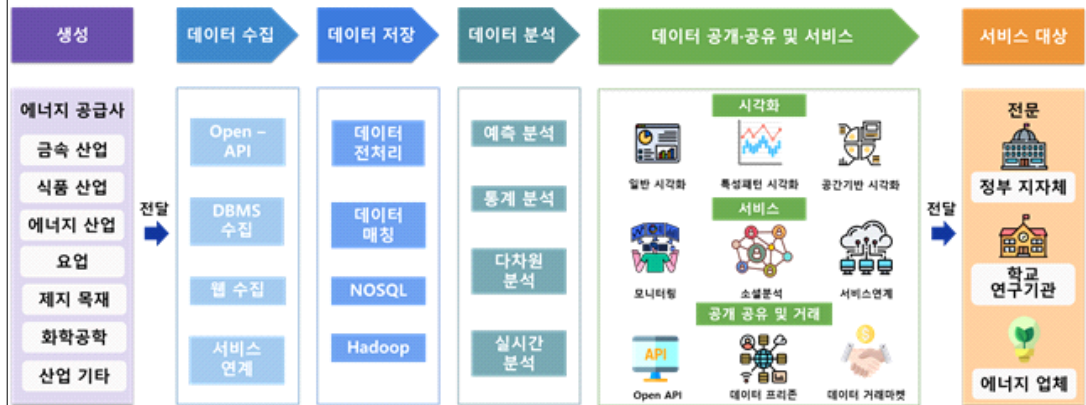 생성
데이터 수집
데이터 저장
데이터 분석
데이터 공개·공유 및 서비스
서비스 대상
에너지 공급사
금속 산업
식품 산업
에너지 산업
요업
제지 목재
화학공학
산업 기타
전달
Open –
API
DBMS
수집
웹 수집
서비스
연계
데이터
전처리
데이터
매칭
NOSQL
Hadoop
예측 분석
통계 분석
다차원
분석
실시간
분석
시각화
일반 시각화
특성패턴 시각화
공간기반 시각화
서비스
모니터링
소셜분석
서비스연계
공개 공유 및 거래
API
Open API
데이터 프리존
데이터 거래마켓
전달
전문
정부 지자체
학교
연구기관
에너지 업체